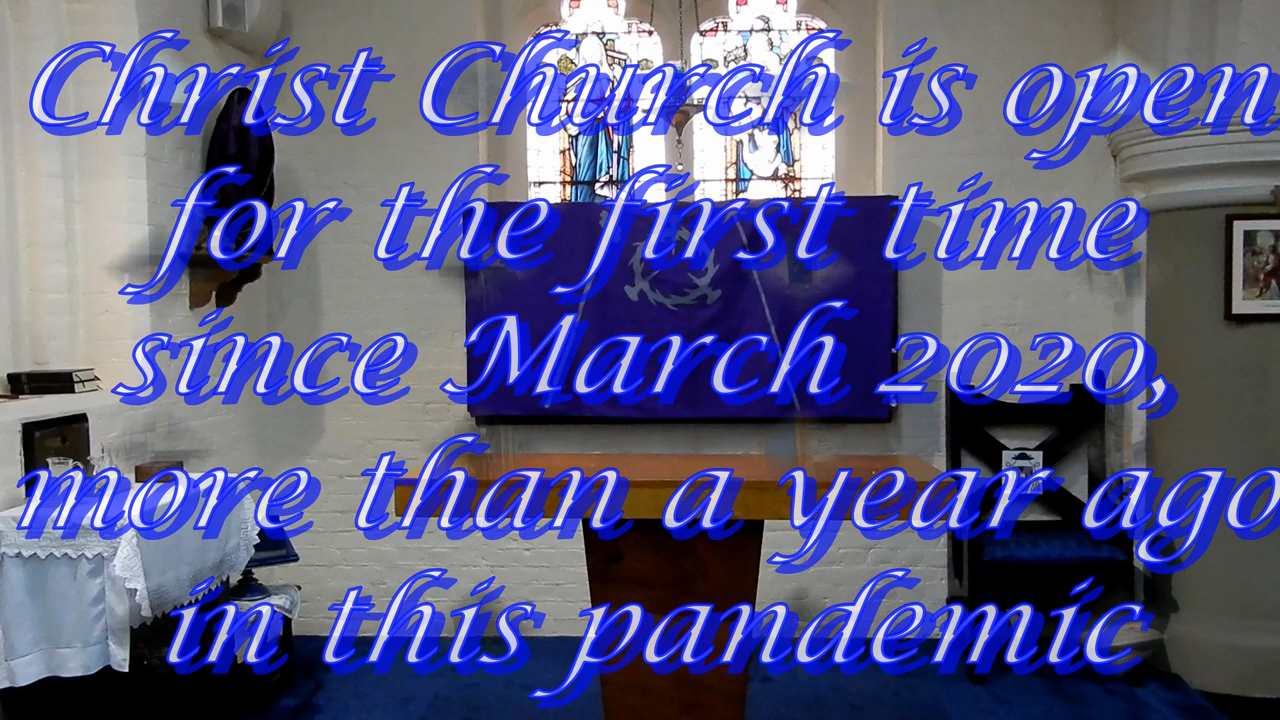 Christ Church is open
for the first time
since March 2020,
more than a year ago
in this pandemic